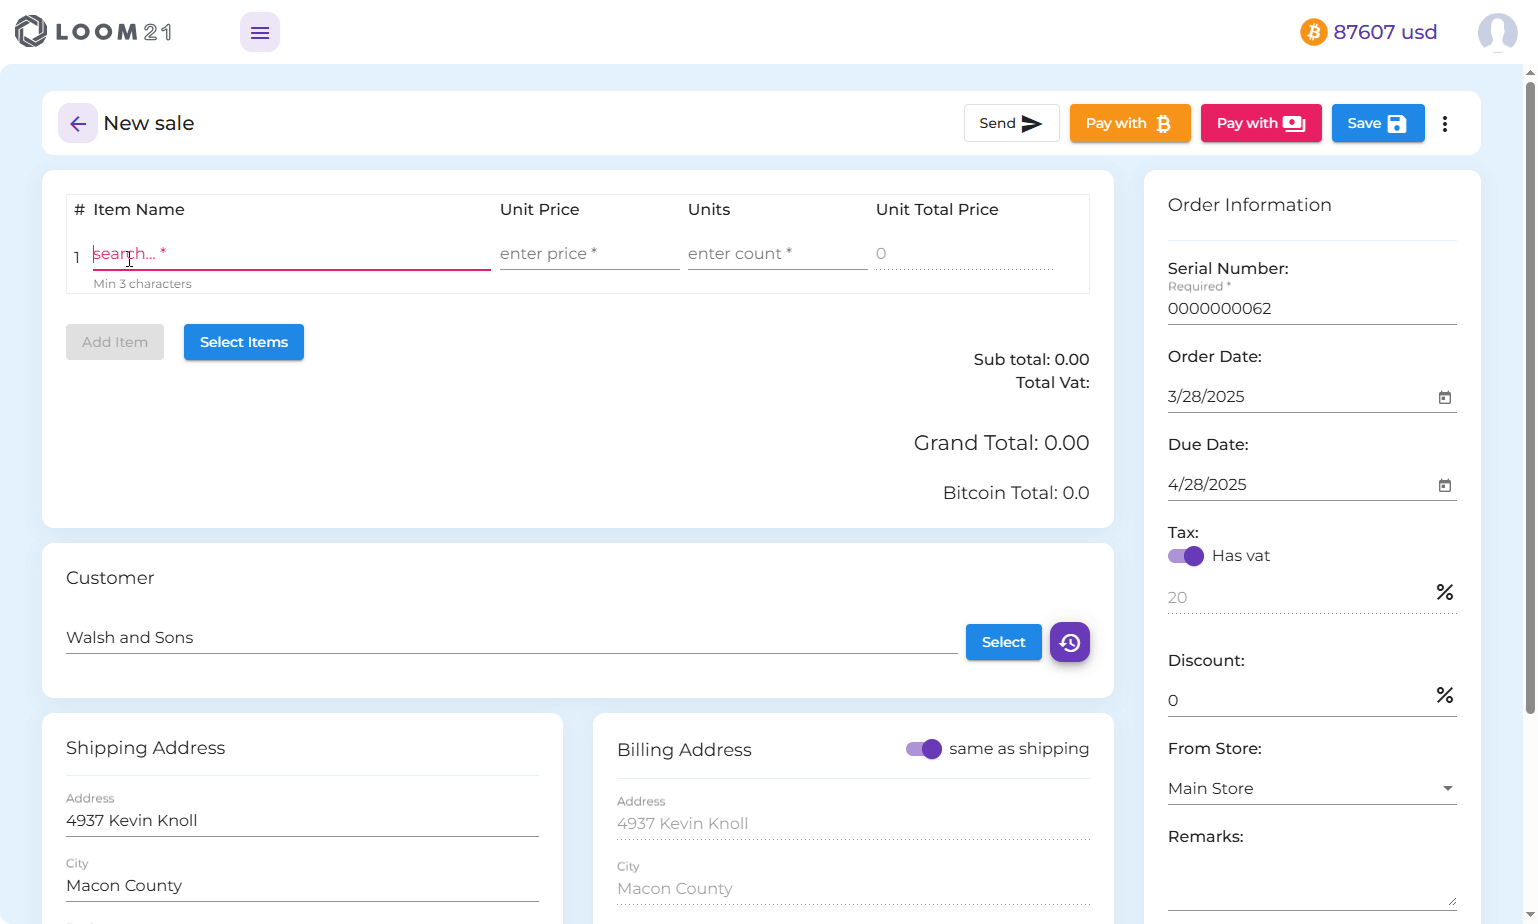 LOOM21
87607 usd
New sale
Send
Pay with
Pay with
Save
# Item Name Unit Price Units Unit Total Price
1 search... * enter price * enter count * 0
Min 3 characters
Add Item Select Items
Sub total: 0.00
Total Vat:
Grand Total: 0.00
Bitcoin Total: 0.0
Customer
Walsh and Sons
Select
Shipping Address
Address
4937 Kevin Knoll
City
Macon County
Billing Address same as shipping
Address
4937 Kevin Knoll
City
Macon County
Order Information
Serial Number:
Required *
0000000062
Order Date:
3/28/2025
Due Date:
4/28/2025
Tax:
Has vat
20 %
Discount:
0 %
From Store:
Main Store
Remarks: